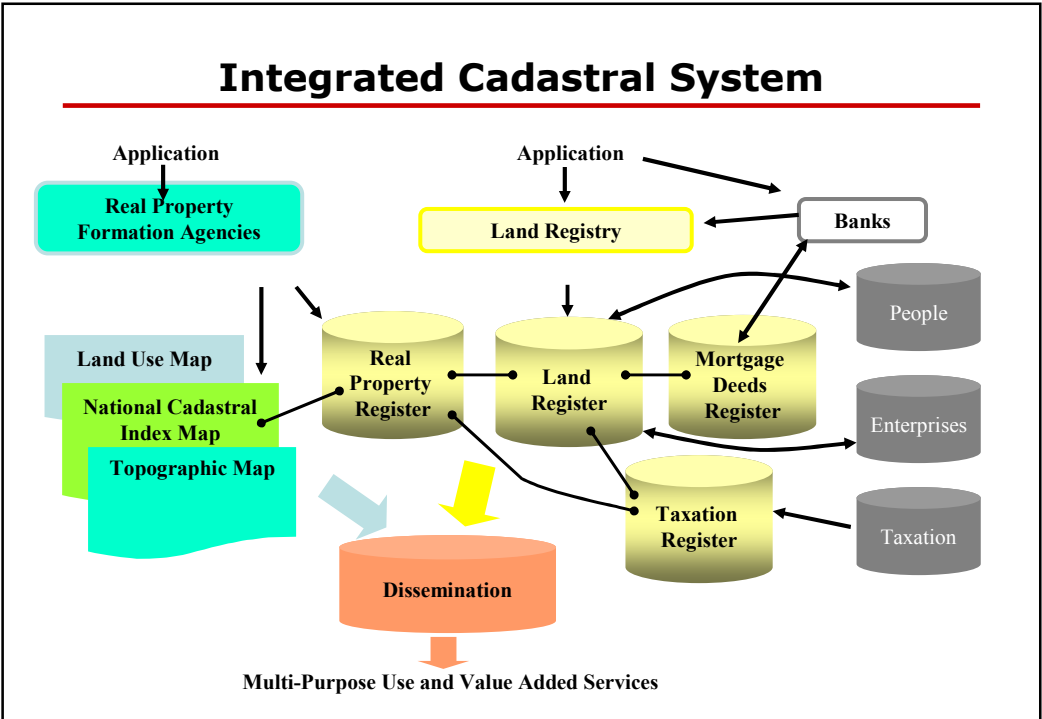 Integrated Cadastral System
Application
Application
Real Property
Formation Agencies
Land Registry
Banks
People
Land Use Map
Real
Property
Register
Land
Register
Mortgage
Deeds
Register
National Cadastral
Index Map
Enterprises
Topographic Map
Taxation
Register
Taxation
Dissemination
Multi-Purpose Use and Value Added Services